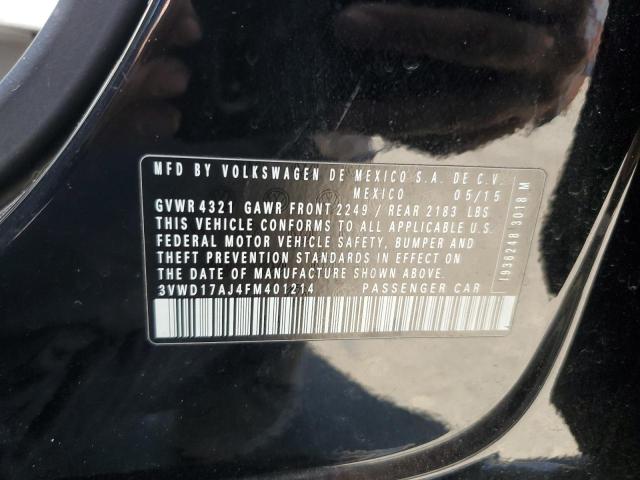 MFD BY VOLKSWAGEN DE MEXICO S.A. DE C.V.
MEXICO 05/15
GVWR 4321 GAWR FRONT 2249 / REAR 2183 LBS
THIS VEHICLE CONFORMS TO ALL APPLICABLE U.S.
FEDERAL MOTOR VEHICLE SAFETY, BUMPER AND
THEFT PREVENTION STANDARDS IN EFFECT ON
THE DATE OF MANUFACTURE SHOWN ABOVE.
3VWD17AJ4FM401214 PASSENGER CAR
I936248 3018 M